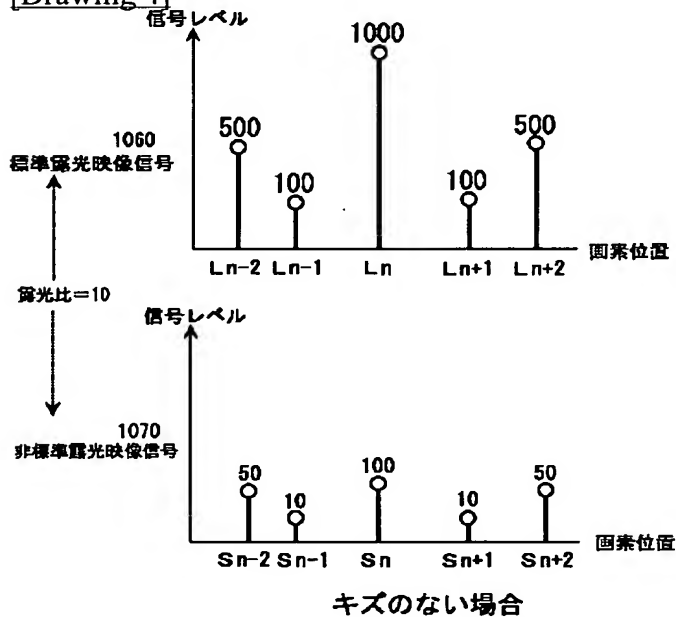 [Drawing 4]
信号レベル
1000
500
500
100
100
1060
標準露光映像信号
画素位置
Ln-2 Ln-1 Ln Ln+1 Ln+2
露光比=10
信号レベル
1070
非標準露光映像信号
50
10
100
10
50
画素位置
Sn-2 Sn-1 Sn Sn+1 Sn+2
キズのない場合